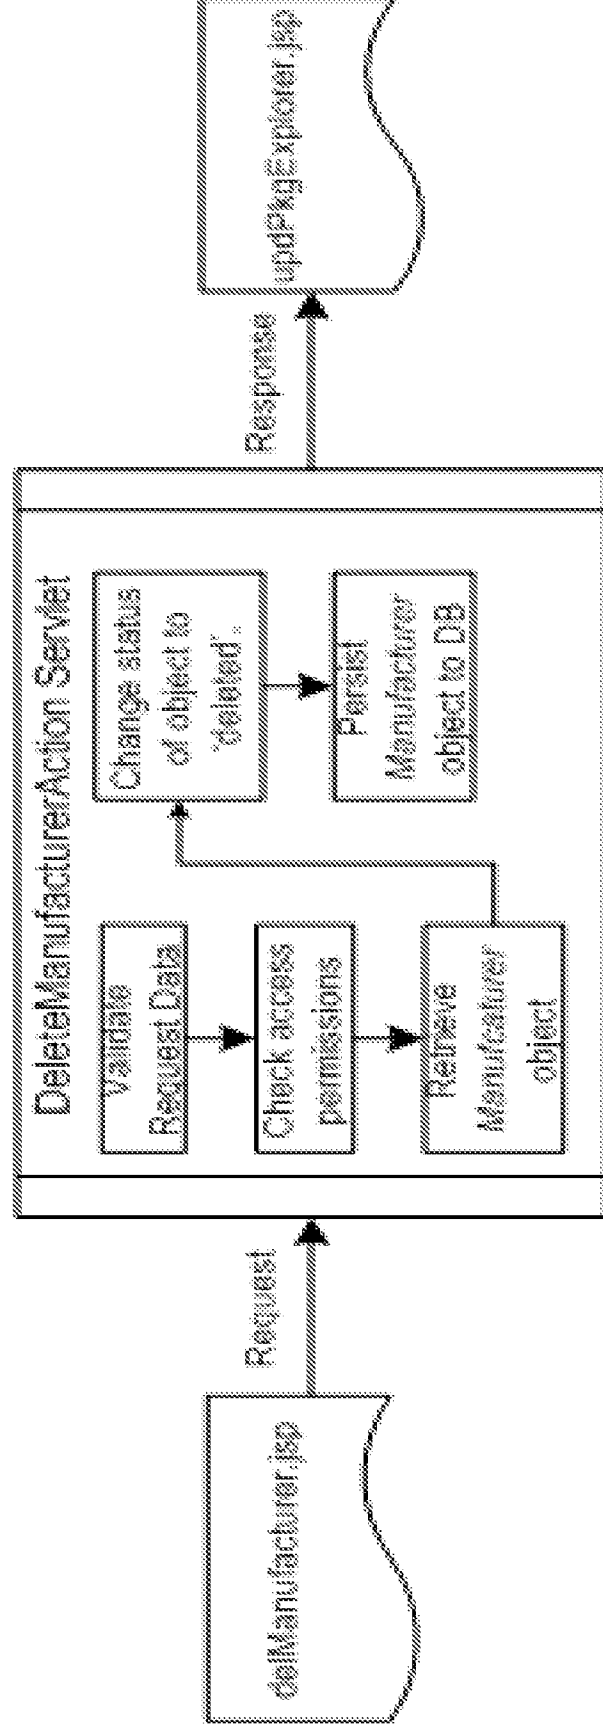 delManufacturer.jsp
Request
DeleteManufacturerAction Servlet
Validate
Request Data
Check access
permissions
Retrieve
Manufcaturer
object
Change status
of object to
'deleted'.
Persist
Manufacturer
object to DB
Response
updPkgExplorer.jsp